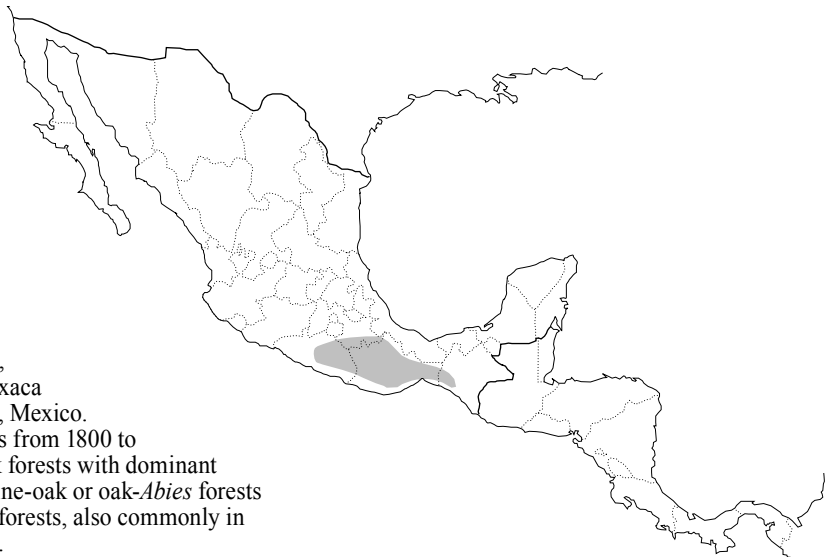 ,
xaca
, Mexico.
s from 1800 to
forests with dominant
ne-oak or oak-Abies forests
forests, also commonly in
.